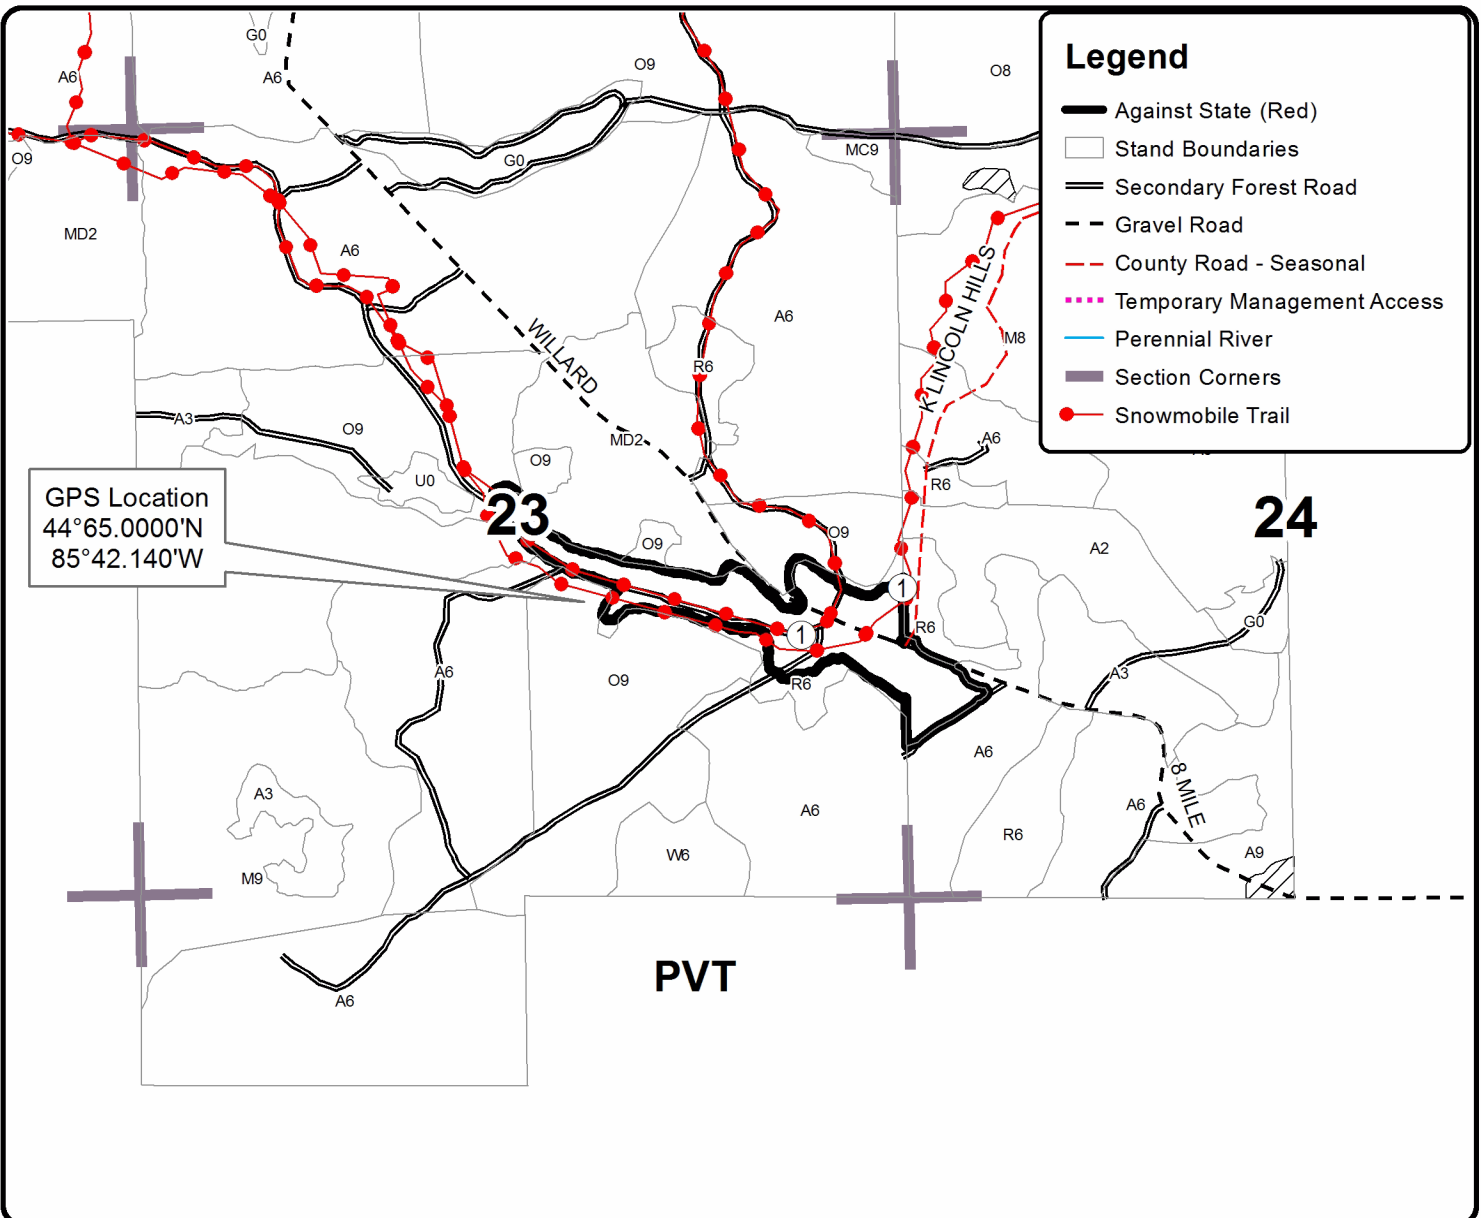 G0
A6
A6
O9
O8
O9
G0
MC9
MD2
A6
A6
WILLARD
K LINCOLN HILLS
M8
R6
A3
O9
MD2
A6
O9
U0
R6
GPS Location
44°65.0000'N
85°42.140'W
23
24
O9
O9
A2
1
1
R6
G0
A6
O9
R6
A3
A6
8 MILE
A3
A6
A6
R6
M9
W6
A9
PVT
A6
Legend
Against State (Red)
Stand Boundaries
Secondary Forest Road
Gravel Road
County Road - Seasonal
Temporary Management Access
Perennial River
Section Corners
Snowmobile Trail